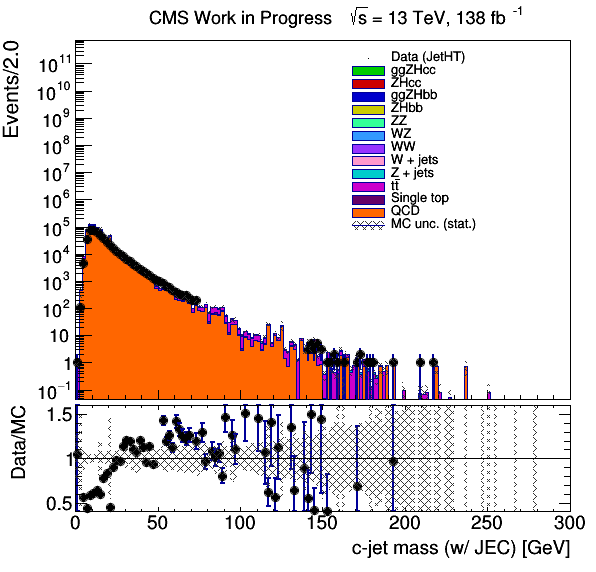 CMS Work in Progress √s = 13 TeV, 138 fb⁻¹
Events/2.0
10¹¹
10¹⁰
10⁹
10⁸
10⁷
10⁶
10⁵
10⁴
10³
10²
10
1
10⁻¹
Data (JetHT)
ggZHcc
ZHcc
ggZHbb
ZHbb
ZZ
WZ
WW
W + jets
Z + jets
tt̄
Single top
QCD
MC unc. (stat.)
Data/MC
1.5
1
0.5
0 50 100 150 200 250 300
c-jet mass (w/ JEC) [GeV]